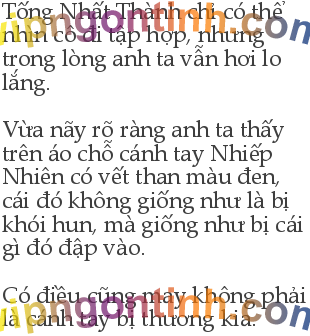 Tống Nhất Thành chỉ có thể
nhìn cô đi tập hợp, nhưng
trong lòng anh ta vẫn hơi lo
lắng.
Vừa nãy rõ ràng anh ta thấy
trên áo chỗ cánh tay Nhiếp
Nhiên có vết than màu đen,
cái đó không giống như là bị
khói hun, mà giống như bị cái
gì đó đập vào.
Có điều cũng may không phải
là cánh tay bị thương kia.
vipngontinh.com
vipngontinh.com